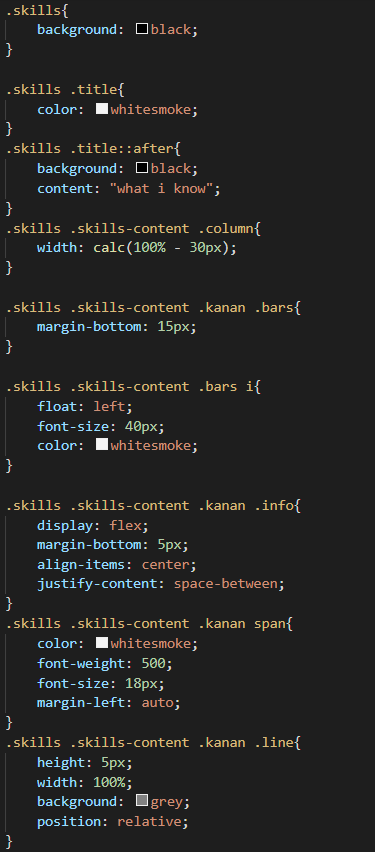 .skills{
    background: black;
}

.skills .title{
    color: whitesmoke;
}
.skills .title::after{
    background: black;
    content: "what i know";
}
.skills .skills-content .column{
    width: calc(100% - 30px);
}

.skills .skills-content .kanan .bars{
    margin-bottom: 15px;
}

.skills .skills-content .bars i{
    float: left;
    font-size: 40px;
    color: whitesmoke;
}

.skills .skills-content .kanan .info{
    display: flex;
    margin-bottom: 5px;
    align-items: center;
    justify-content: space-between;
}
.skills .skills-content .kanan span{
    color: whitesmoke;
    font-weight: 500;
    font-size: 18px;
    margin-left: auto;
}
.skills .skills-content .kanan .line{
    height: 5px;
    width: 100%;
    background: grey;
    position: relative;
}